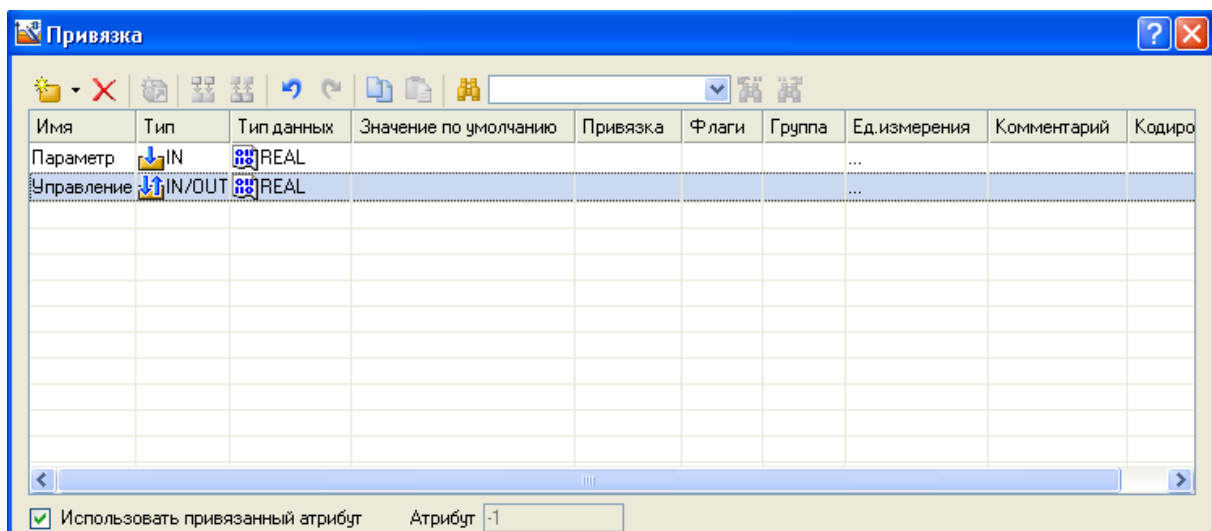 Привязка
Имя Тип Тип данных Значение по умолчанию Привязка Флаги Группа Ед.измерения Комментарий Кодиро
Параметр IN REAL ...
Управление IN/OUT REAL ...
Использовать привязанный атрибут Атрибут -1